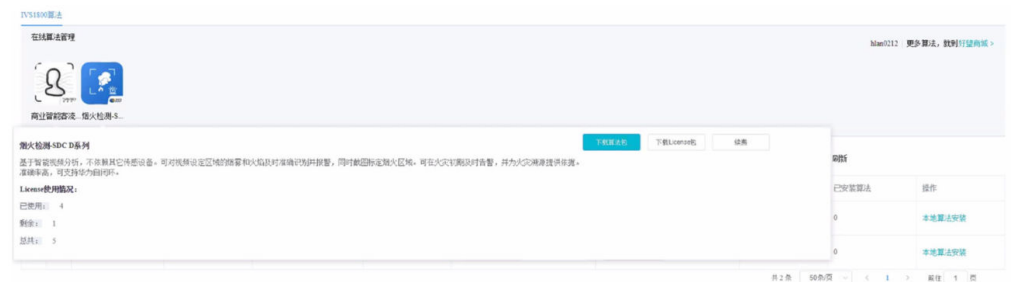 IVS1800算法
在线算法管理
hlan0212 更多算法，就到好望商城 >
商业智能客流... 烟火检测-S...
烟火检测-SDC D系列
下载算法包 下载License包 续费
基于智能视频分析，不依赖其它传感设备，可对视频设定区域的烟雾和火焰及时准确识别并报警，同时截图标定烟火区域。可在火灾初期及时告警，并为火灾溯源提供依据。
准确率高，可支持华为自闭环。
License使用情况：
已使用： 4
剩余： 1
总共： 5
刷新
已安装算法 操作
0 本地算法安装
0 本地算法安装
共 2 条 50条/页 < 1 > 前往 1 页